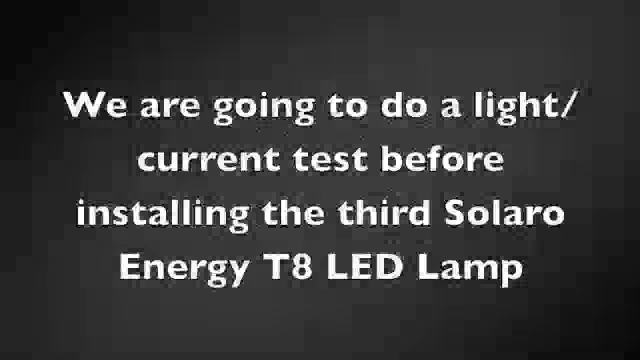 We are going to do a light/
current test before
installing the third Solaro
Energy T8 LED Lamp